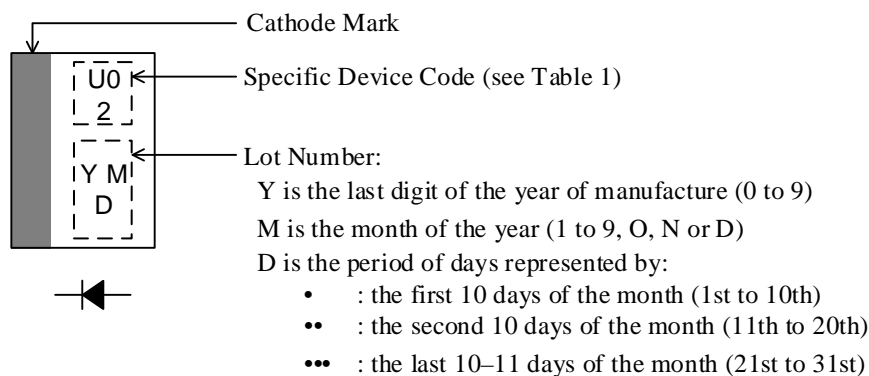 Cathode Mark
Specific Device Code (see Table 1)
U0
2
Lot Number:
Y M
D
Y is the last digit of the year of manufacture (0 to 9)
M is the month of the year (1 to 9, O, N or D)
D is the period of days represented by:
• : the first 10 days of the month (1st to 10th)
•• : the second 10 days of the month (11th to 20th)
••• : the last 10–11 days of the month (21st to 31st)